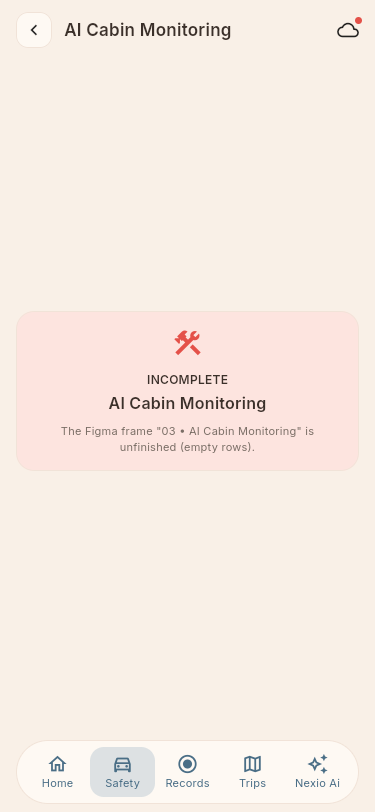 AI Cabin Monitoring
INCOMPLETE
AI Cabin Monitoring
The Figma frame "03 • AI Cabin Monitoring" is
unfinished (empty rows).
Home
Safety
Records
Trips
Nexio Ai